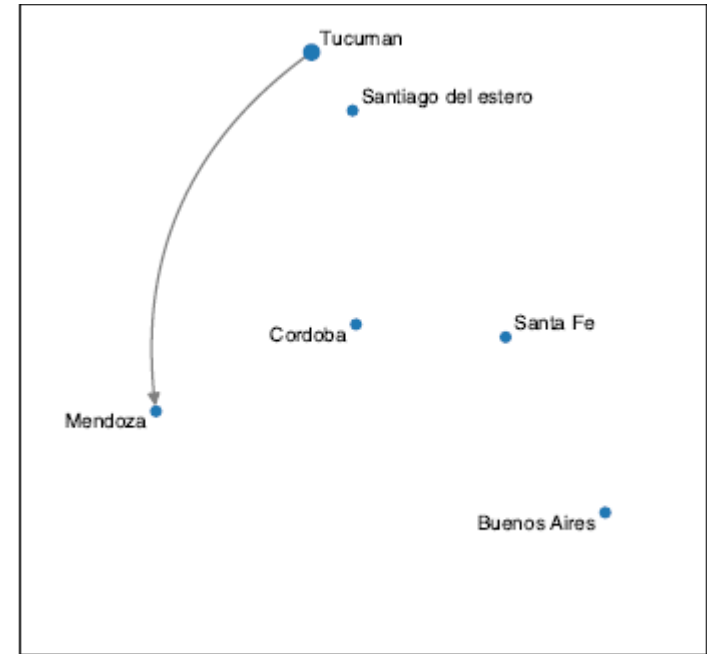 Tucuman
Santiago del estero
Santa Fe
Cordoba
Mendoza
Buenos Aires